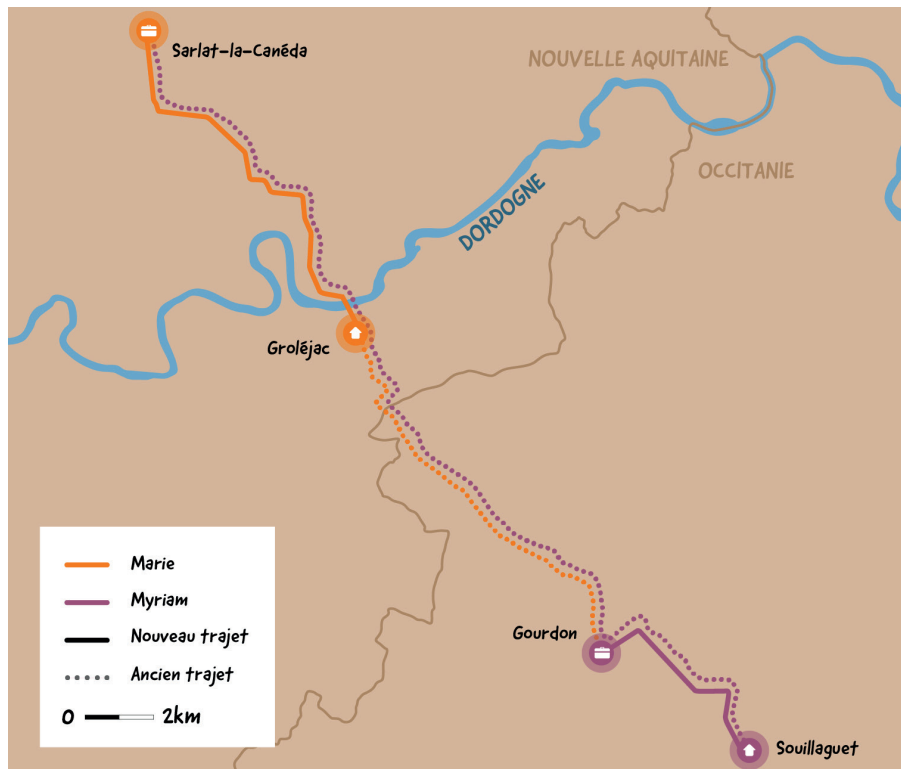 Sarlat-la-Canéda
NOUVELLE AQUITAINE
OCCITANIE
DORDOGNE
Groléjac
Gourdon
Souillaguet
Marie
Myriam
Nouveau trajet
Ancien trajet
0 2km